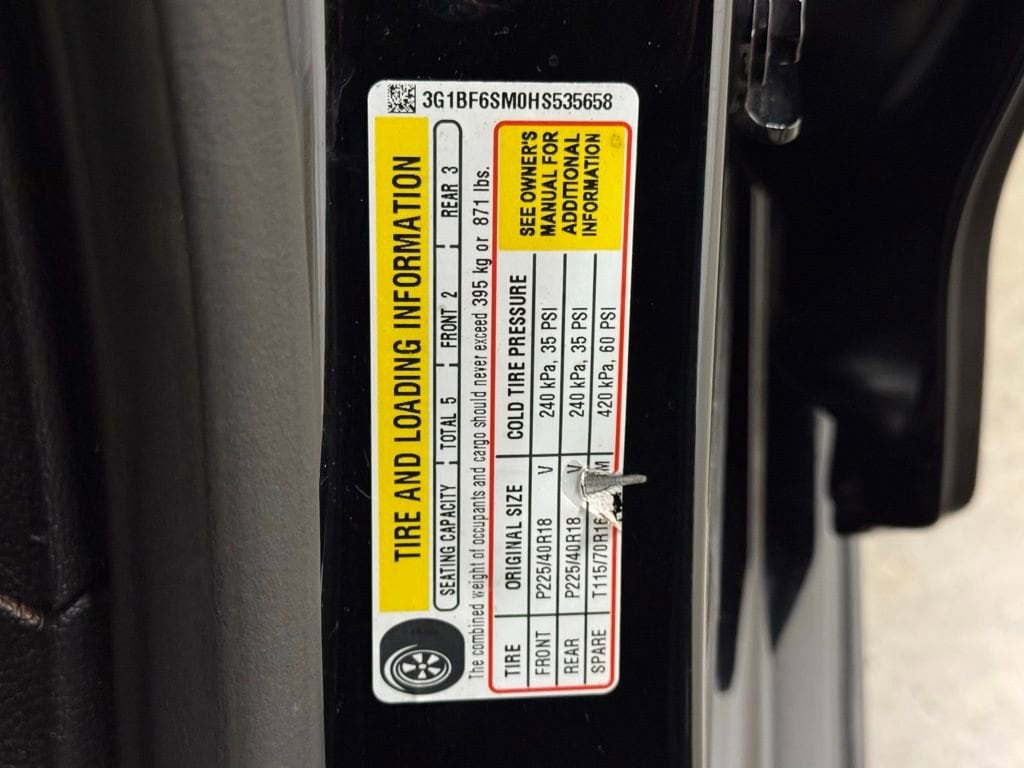 3G1BF6SM0HS535658
TIRE AND LOADING INFORMATION
SEATING CAPACITY TOTAL 5 FRONT 2 REAR 3
The combined weight of occupants and cargo should never exceed 395 kg or 871 lbs.
TIRE ORIGINAL SIZE COLD TIRE PRESSURE
FRONT P225/40R18 V 240 kPa, 35 PSI
REAR P225/40R18 V 240 kPa, 35 PSI
SPARE T115/70R16 M 420 kPa, 60 PSI
SEE OWNER'S
MANUAL FOR
ADDITIONAL
INFORMATION